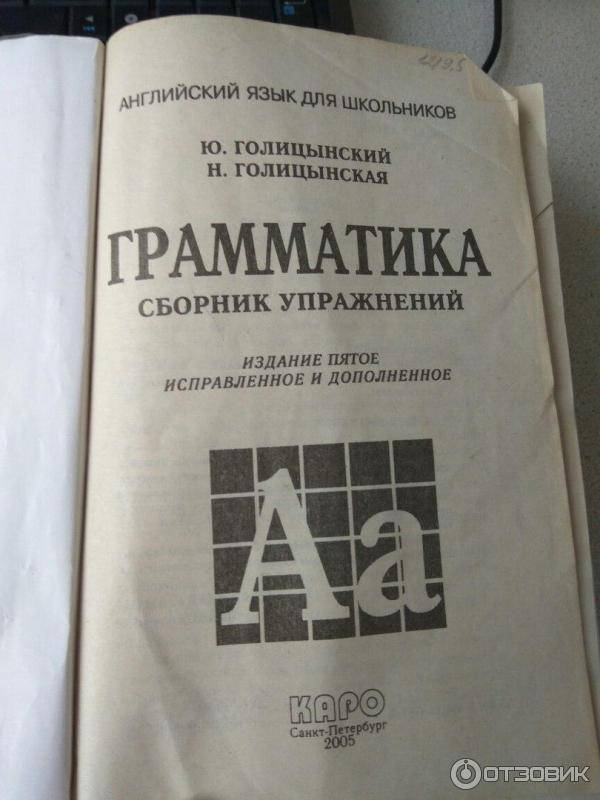 АНГЛИЙСКИЙ ЯЗЫК ДЛЯ ШКОЛЬНИКОВ
Ю. ГОЛИЦЫНСКИЙ
Н. ГОЛИЦЫНСКАЯ
ГРАММАТИКА
СБОРНИК УПРАЖНЕНИЙ
ИЗДАНИЕ ПЯТОЕ
ИСПРАВЛЕННОЕ И ДОПОЛНЕННОЕ
Aa
КАРО
Санкт-Петербург
2005
ОТЗОВИК